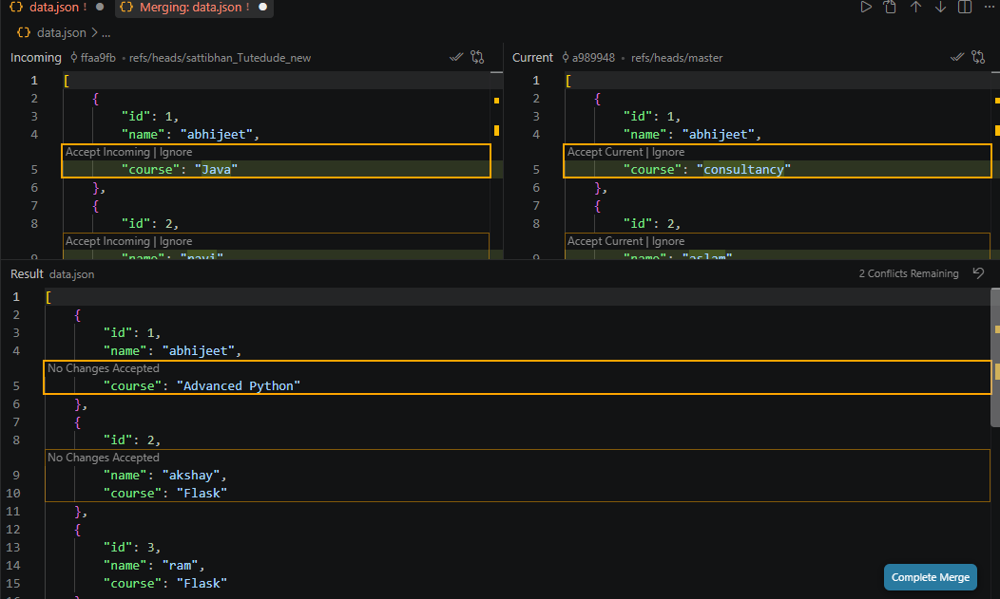 {} data.json !
{} Merging: data.json !
{} data.json > ...
Incoming ffaa9fb • refs/heads/sattibhan_Tutedude_new
1 [
2 {
3 "id": 1,
4 "name": "abhijeet",
Accept Incoming | Ignore
5 "course": "Java"
6 },
7 {
8 "id": 2,
Accept Incoming | Ignore
9 "name": "navi"
Current a989948 • refs/heads/master
1 [
2 {
3 "id": 1,
4 "name": "abhijeet",
Accept Current | Ignore
5 "course": "consultancy"
6 },
7 {
8 "id": 2,
Accept Current | Ignore
9 "name": "aslam"
Result data.json
2 Conflicts Remaining
1 [
2 {
3 "id": 1,
4 "name": "abhijeet",
No Changes Accepted
5 "course": "Advanced Python"
6 },
7 {
8 "id": 2,
No Changes Accepted
9 "name": "akshay",
10 "course": "Flask"
11 },
12 {
13 "id": 3,
14 "name": "ram",
15 "course": "Flask"
16 }
Complete Merge